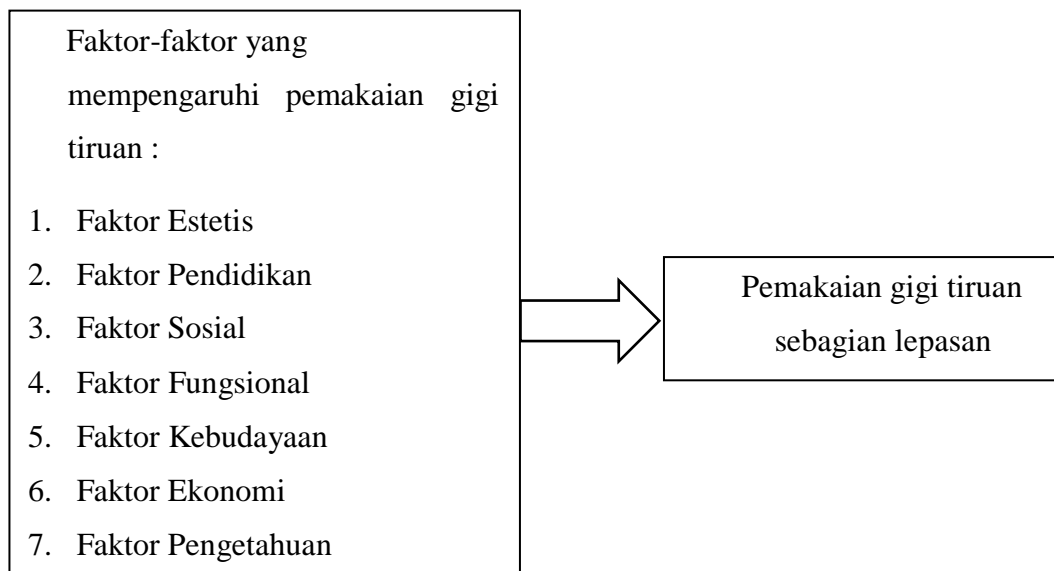 Faktor-faktor yang
mempengaruhi pemakaian gigi
tiruan :
1. Faktor Estetis
2. Faktor Pendidikan
3. Faktor Sosial
4. Faktor Fungsional
5. Faktor Kebudayaan
6. Faktor Ekonomi
7. Faktor Pengetahuan
Pemakaian gigi tiruan
sebagian lepasan